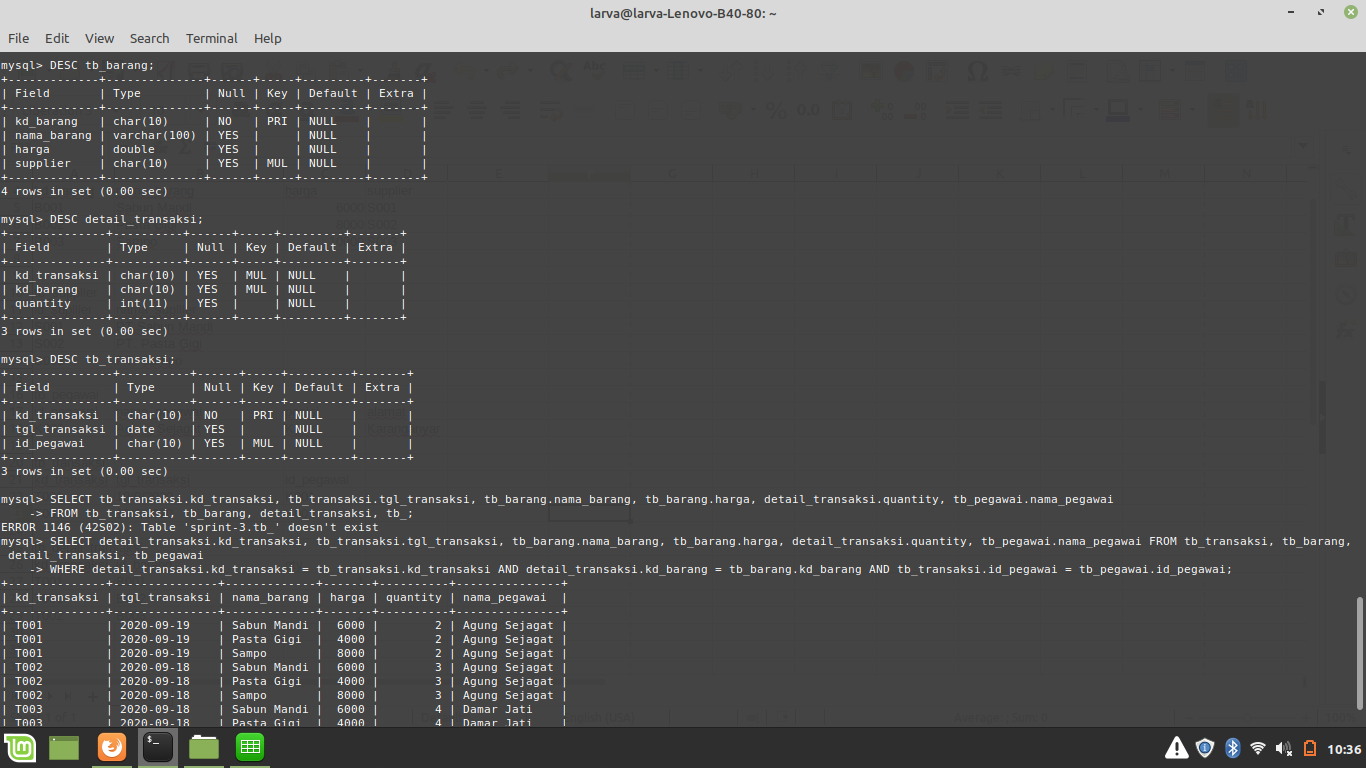 larva@larva-Lenovo-B40-80: ~
File Edit View Search Terminal Help
mysql> DESC tb_barang;
+-------------+--------------+------+-----+---------+-------+
| Field       | Type         | Null | Key | Default | Extra |
+-------------+--------------+------+-----+---------+-------+
| kd_barang   | char(10)     | NO   | PRI | NULL    |       |
| nama_barang | varchar(100) | YES  |     | NULL    |       |
| harga       | double       | YES  |     | NULL    |       |
| supplier    | char(10)     | YES  | MUL | NULL    |       |
+-------------+--------------+------+-----+---------+-------+
4 rows in set (0.00 sec)
mysql> DESC detail_transaksi;
+--------------+----------+------+-----+---------+-------+
| Field        | Type     | Null | Key | Default | Extra |
+--------------+----------+------+-----+---------+-------+
| kd_transaksi | char(10) | YES  | MUL | NULL    |       |
| kd_barang    | char(10) | YES  | MUL | NULL    |       |
| quantity     | int(11)  | YES  |     | NULL    |       |
+--------------+----------+------+-----+---------+-------+
3 rows in set (0.00 sec)
mysql> DESC tb_transaksi;
+---------------+----------+------+-----+---------+-------+
| Field         | Type     | Null | Key | Default | Extra |
+---------------+----------+------+-----+---------+-------+
| kd_transaksi  | char(10) | NO   | PRI | NULL    |       |
| tgl_transaksi | date     | YES  |     | NULL    |       |
| id_pegawai    | char(10) | YES  | MUL | NULL    |       |
+---------------+----------+------+-----+---------+-------+
3 rows in set (0.00 sec)
mysql> SELECT tb_transaksi.kd_transaksi, tb_transaksi.tgl_transaksi, tb_barang.nama_barang, tb_barang.harga, detail_transaksi.quantity, tb_pegawai.nama_pegawai
    -> FROM tb_transaksi, tb_barang, detail_transaksi, tb_;
ERROR 1146 (42S02): Table 'sprint-3.tb_' doesn't exist
mysql> SELECT detail_transaksi.kd_transaksi, tb_transaksi.tgl_transaksi, tb_barang.nama_barang, tb_barang.harga, detail_transaksi.quantity, tb_pegawai.nama_pegawai FROM tb_transaksi, tb_barang,
 detail_transaksi, tb_pegawai
    -> WHERE detail_transaksi.kd_transaksi = tb_transaksi.kd_transaksi AND detail_transaksi.kd_barang = tb_barang.kd_barang AND tb_transaksi.id_pegawai = tb_pegawai.id_pegawai;
+--------------+---------------+-------------+-------+----------+---------------+
| kd_transaksi | tgl_transaksi | nama_barang | harga | quantity | nama_pegawai  |
+--------------+---------------+-------------+-------+----------+---------------+
| T001         | 2020-09-19    | Sabun Mandi |  6000 |        2 | Agung Sejagat |
| T001         | 2020-09-19    | Pasta Gigi  |  4000 |        2 | Agung Sejagat |
| T001         | 2020-09-19    | Sampo       |  8000 |        2 | Agung Sejagat |
| T002         | 2020-09-18    | Sabun Mandi |  6000 |        3 | Agung Sejagat |
| T002         | 2020-09-18    | Pasta Gigi  |  4000 |        3 | Agung Sejagat |
| T002         | 2020-09-18    | Sampo       |  8000 |        3 | Agung Sejagat |
| T003         | 2020-09-18    | Sabun Mandi |  6000 |        4 | Damar Jati    |
| T003         | 2020-09-18    | Pasta Gigi  |  4000 |        4 | Damar Jati    |
10:36